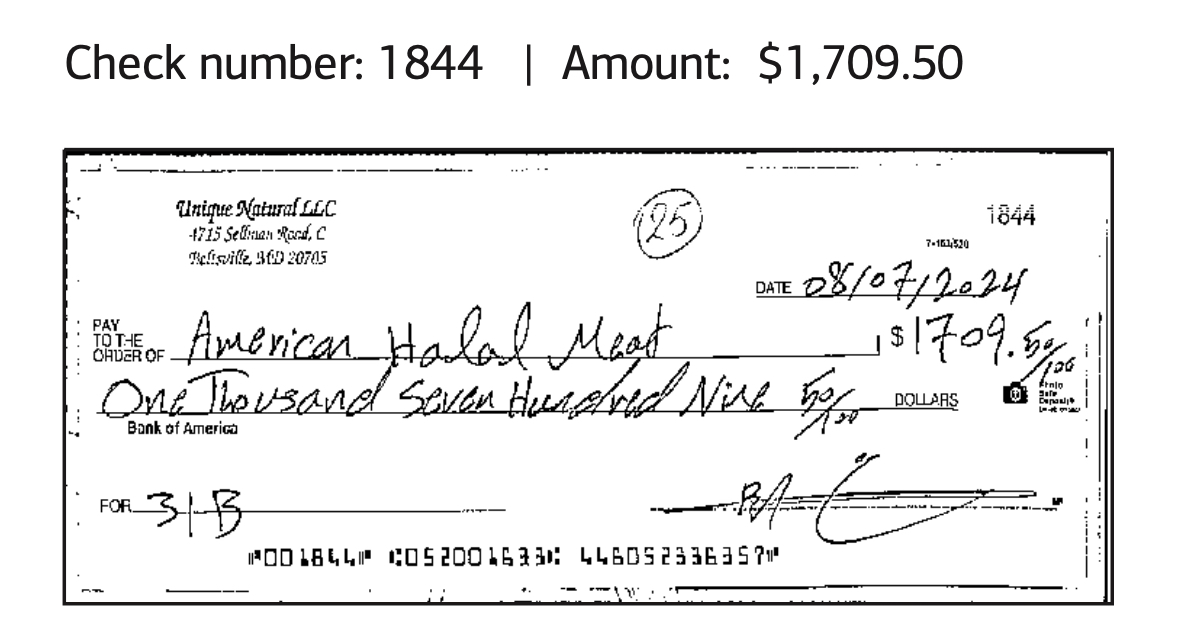 Check number: 1844 | Amount: $1,709.50
Unique Natural LLC
4715 Sellman Road, C
Beltsville, MD 20705
125
1844
7-163/520
DATE 08/07/2024
PAY TO THE ORDER OF American Halal Meat $1709.50/100
One Thousand Seven Hundred Nine 50/100 DOLLARS
Photo Safe Deposit®
Bank of America
FOR 31B
⑈001844⑈ ⑆052001633⑆ 446052336357⑈